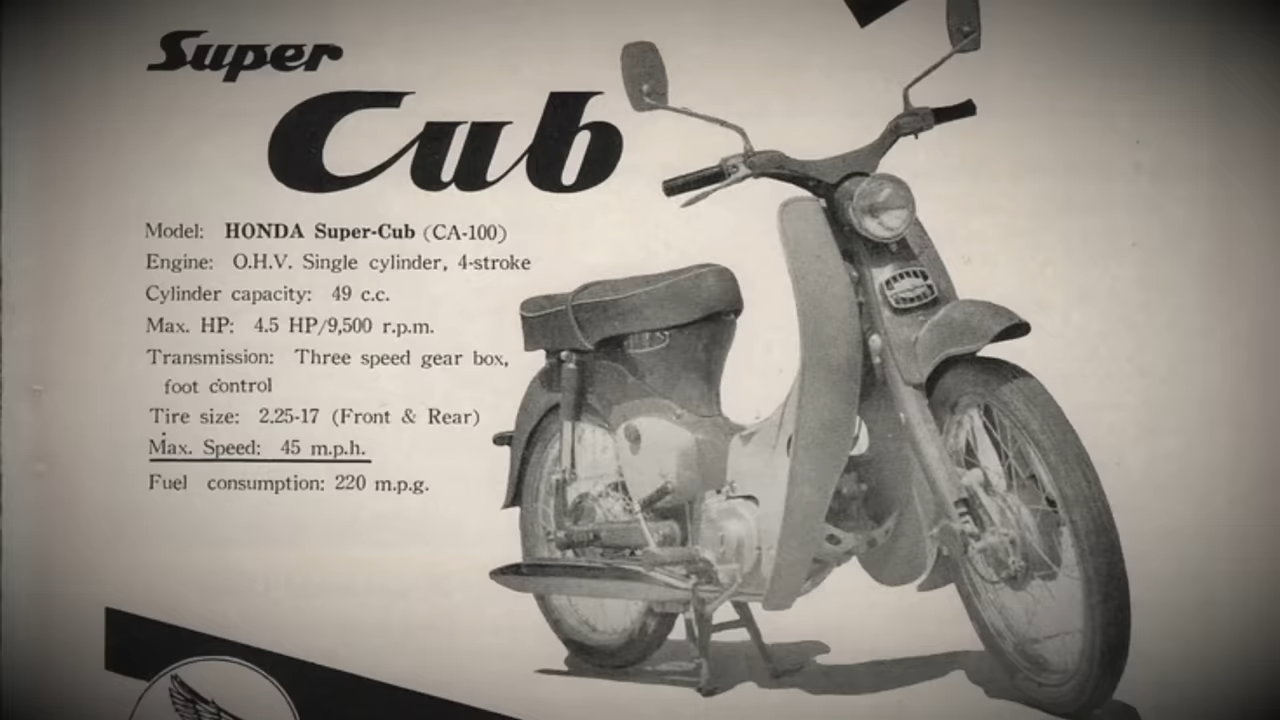 Super
Cub
Model: HONDA Super-Cub (CA-100)
Engine: O.H.V. Single cylinder, 4-stroke
Cylinder capacity: 49 c.c.
Max. HP: 4.5 HP/9,500 r.p.m.
Transmission: Three speed gear box,
foot control
Tire size: 2.25-17 (Front & Rear)
Max. Speed: 45 m.p.h.
Fuel consumption: 220 m.p.g.